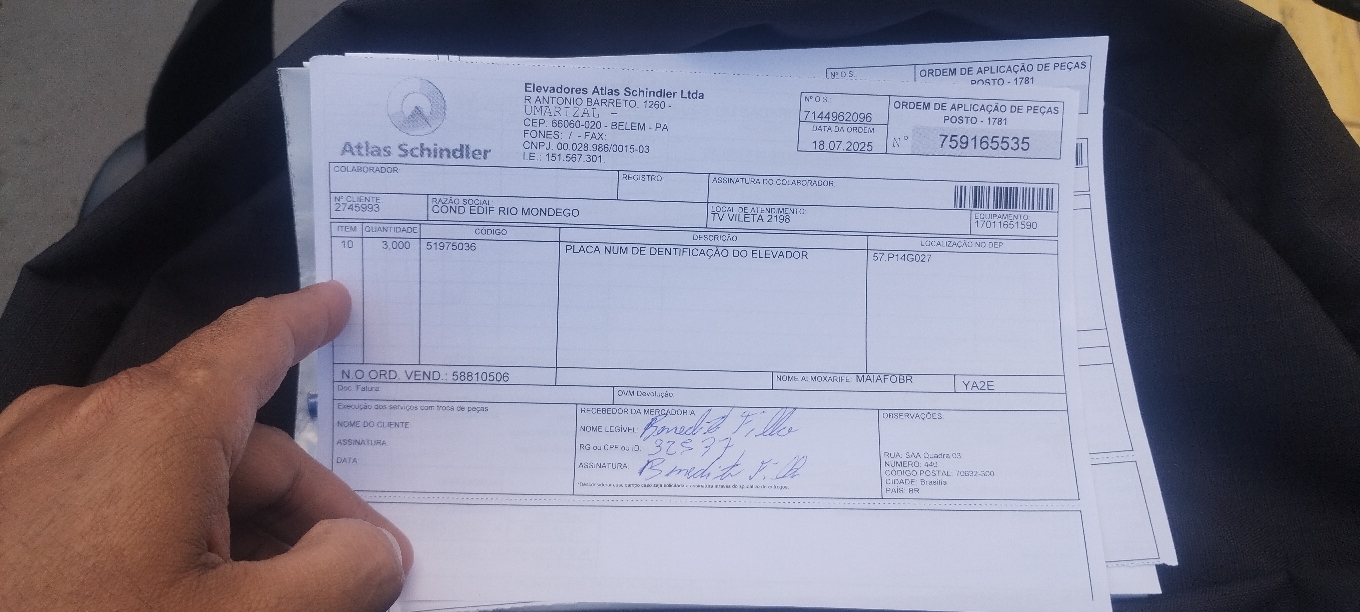 Nº O.S.
ORDEM DE APLICAÇÃO DE PEÇAS
POSTO - 1781
Atlas Schindler
Elevadores Atlas Schindler Ltda
R ANTONIO BARRETO, 1260 -
UMARIZAL -
CEP. 66060-020 - BELEM - PA
FONES: / - FAX:
CNPJ. 00.028.986/0015-03
I.E.: 151.567.301
Nº O.S.
7144962096
DATA DA ORDEM
18.07.2025
ORDEM DE APLICAÇÃO DE PEÇAS
POSTO - 1781
Nº 759165535
COLABORADOR:
REGISTRO
ASSINATURA DO COLABORADOR:
Nº CLIENTE
2745993
RAZÃO SOCIAL
COND EDIF RIO MONDEGO
LOCAL DE ATENDIMENTO:
TV VILETA 2198
EQUIPAMENTO:
17011651590
ITEM QUANTIDADE CÓDIGO DESCRIÇÃO LOCALIZAÇÃO NO DEP
10 3,000 51975036 PLACA NUM DE DENTIFICAÇÃO DO ELEVADOR 57.P14G027
N.O ORD. VEND.: 58810506
NOME ALMOXARIFE: MAIAFOBR
YA2E
Doc. Fatura:
OVM Devolução:
Execução dos serviços com troca de peças
NOME DO CLIENTE:
ASSINATURA:
DATA:
RECEBEDOR DA MERCADORIA
NOME LEGÍVEL: Benedito Filho
RG ou CPF ou ID:
ASSINATURA: Benedito Filho
OBSERVAÇÕES:
RUA: SAA Quadra 03
NÚMERO: 440
CÓDIGO POSTAL: 70632-300
CIDADE: Brasília
PAÍS: BR